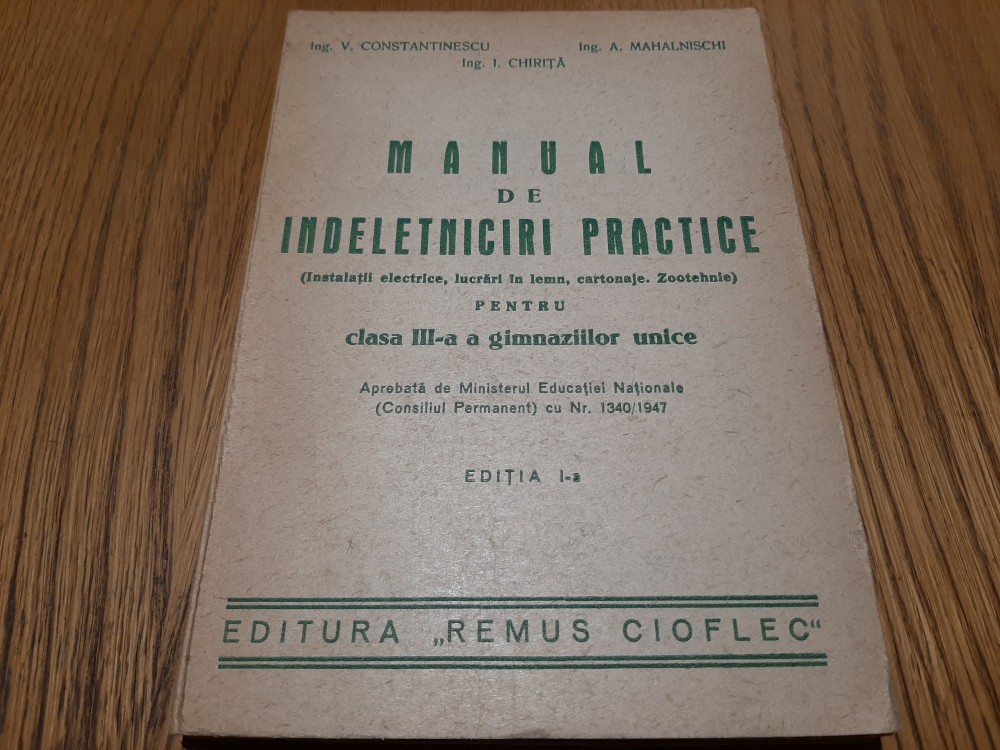 Ing. V. CONSTANTINESCU Ing. A. MAHALNISCHI
Ing. I. CHIRIȚĂ
MANUAL
DE
INDELETNICIRI PRACTICE
(Instalații electrice, lucrări în lemn, cartonaje. Zootehnie)
PENTRU
clasa III-a a gimnaziilor unice
Aprebată de Ministerul Educației Naționale
(Consiliul Permanent) cu Nr. 1340/1947
EDIȚIA I-a
EDITURA „REMUS CIOFLEC“